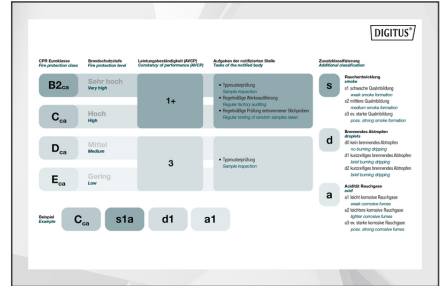 DIGITUS®
CPR Euroklasse
Fire protection class
Brandschutzstufe
Fire protection level
Leistungsbeständigkeit (AVCP)
Constancy of performance (AVCP)
Aufgaben der notifizierten Stelle
Tasks of the notified body
Zusatzklassifizierung
Additional classification
B2ca
Sehr hoch
Very high
1+
• Typmusterprüfung
Sample inspection
• Regelmäßige Werksauditierung
Regular factory auditing
• Regelmäßige Prüfung entnommener Stichproben
Regular testing of random samples taken
Cca
Hoch
High
Dca
Mittel
Medium
3
• Typmusterprüfung
Sample inspection
Eca
Gering
Low
s
Rauchentwicklung
smoke
s1 schwache Qualmbildung
weak smoke formation
s2 mittlere Qualmbildung
medium smoke formation
s3 ev. starke Qualmbildung
poss. strong smoke formation
d
Brennendes Abtropfen
droplets
d0 kein brennendes Abtropfen
no burning dripping
d1 kurzzeitiges brennendes Abtropfen
brief burning dripping
d2 kurzzeitiges brennendes Abtropfen
brief burning dripping
a
Acidität Rauchgase
acid
a1 leicht korrosive Rauchgase
weak corrosive fumes
a2 leichtere korrosive Rauchgase
lighter corrosive fumes
a3 ev. starke korrosive Rauchgase
poss. strong corrosive fumes
Beispiel
Example
Cca
s1a
d1
a1